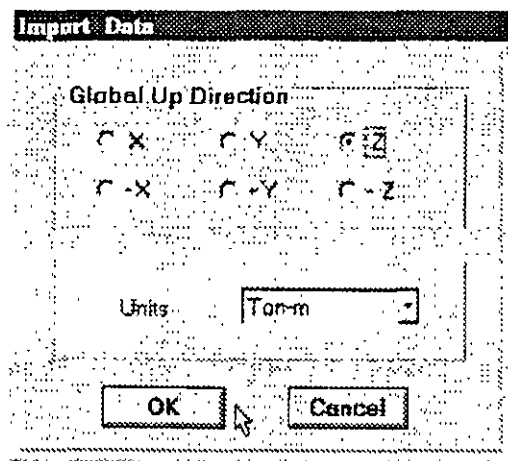 Import Data
Global Up Direction
X Y Z
-X -Y -Z
Units Ton-m
OK Cancel